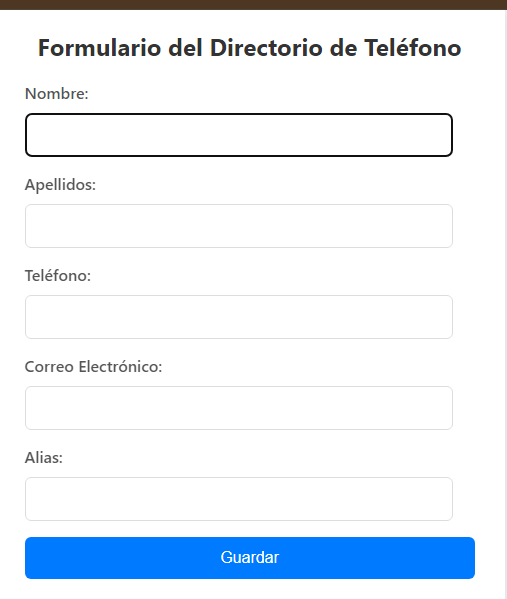 Formulario del Directorio de Teléfono
Nombre:
Apellidos:
Teléfono:
Correo Electrónico:
Alias:
Guardar